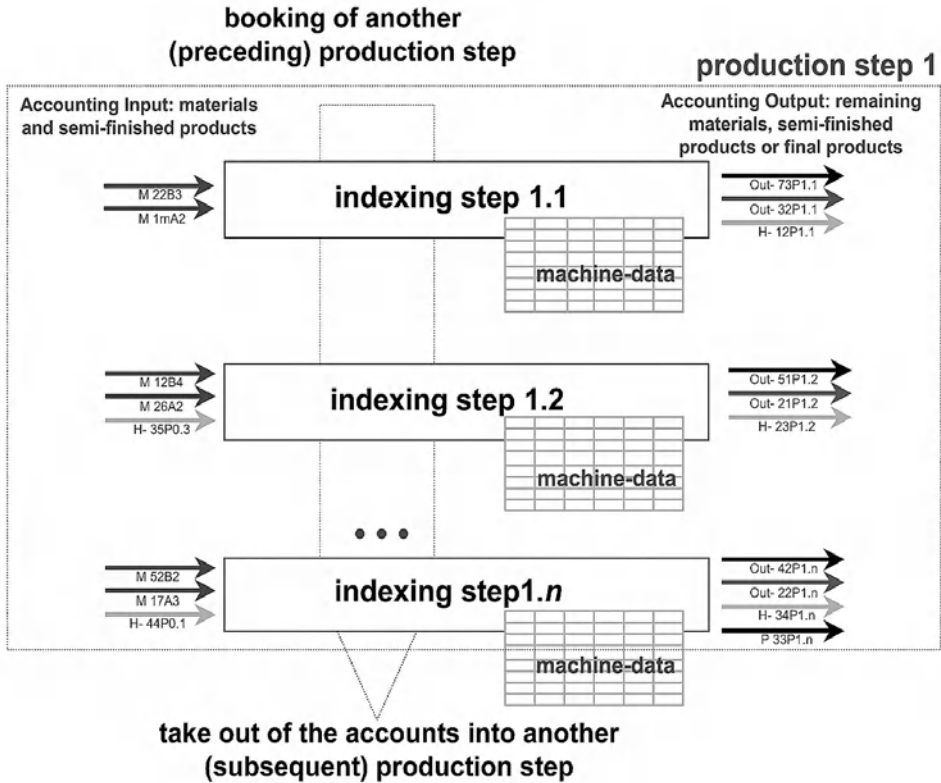 booking of another
(preceding) production step
production step 1
Accounting Input: materials
and semi-finished products
Accounting Output: remaining
materials, semi-finished
products or final products
M 22B3
M 1mA2
indexing step 1.1
machine-data
Out- 73P1.1
Out- 32P1.1
H- 12P1.1
M 12B4
M 26A2
H- 35P0.3
indexing step 1.2
machine-data
Out- 51P1.2
Out- 21P1.2
H- 23P1.2
M 52B2
M 17A3
H- 44P0.1
indexing step1.n
machine-data
Out- 42P1.n
Out- 22P1.n
H- 34P1.n
P 33P1.n
take out of the accounts into another
(subsequent) production step